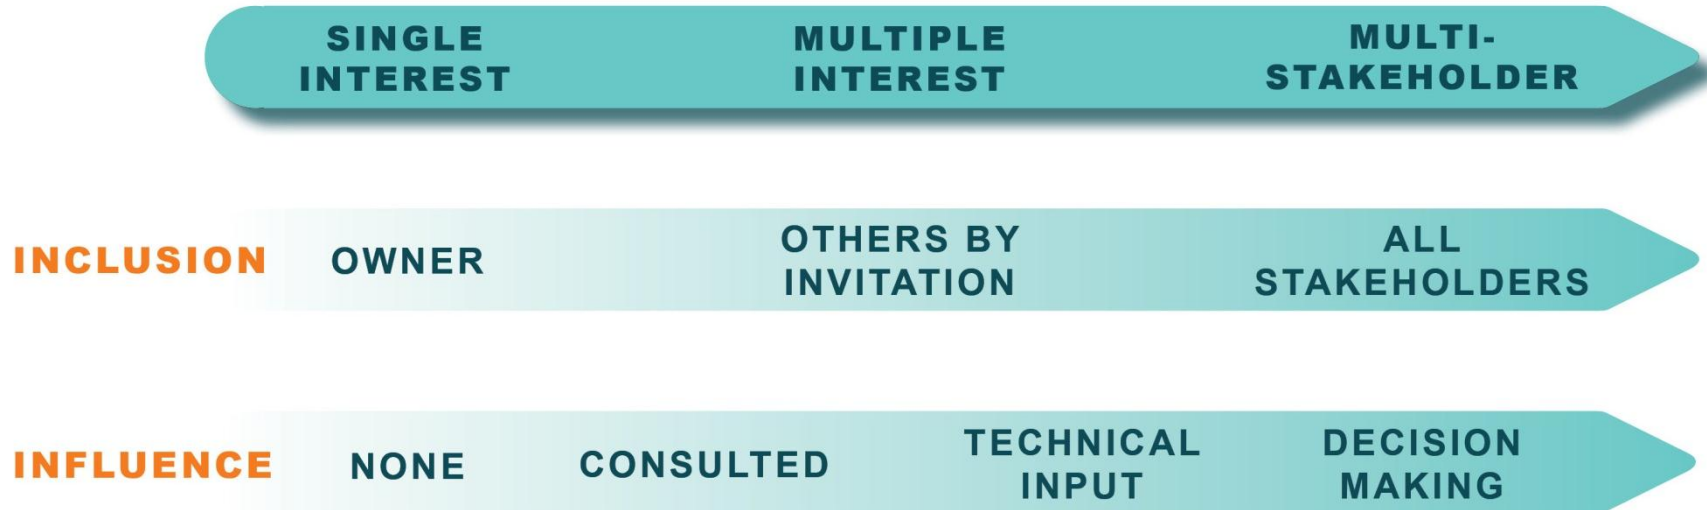 SINGLE
INTEREST
MULTIPLE
INTEREST
MULTI-
STAKEHOLDER
INCLUSION
OWNER
OTHERS BY
INVITATION
ALL
STAKEHOLDERS
INFLUENCE
NONE
CONSULTED
TECHNICAL
INPUT
DECISION
MAKING